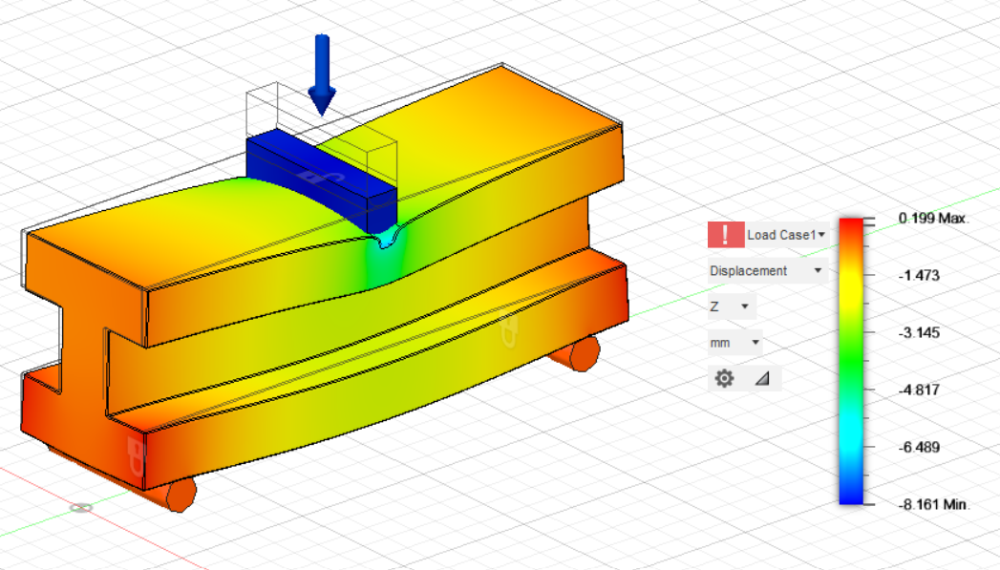 0.199 Max.
! Load Case1
-1.473
Displacement
Z
-3.145
mm
-4.817
-6.489
-8.161 Min.